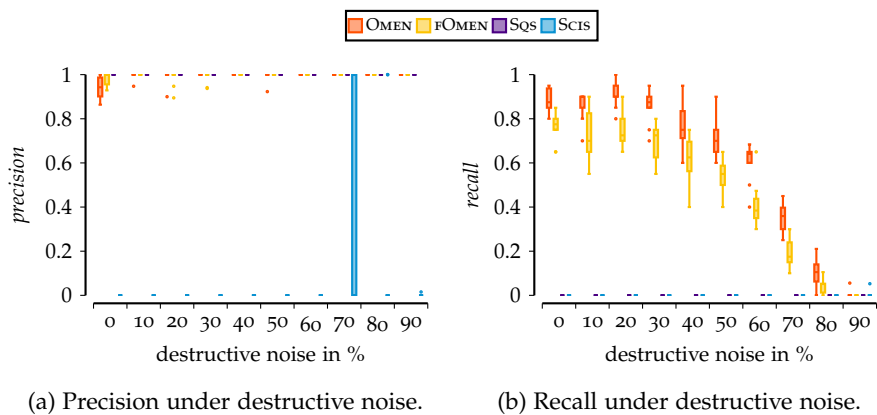 OMEN FOMEN SQS SCIS
1
0.8
0.6
0.4
0.2
0
precision
0 10 20 30 40 50 60 70 80 90
destructive noise in %
(a) Precision under destructive noise.
1
0.8
0.6
0.4
0.2
0
recall
0 10 20 30 40 50 60 70 80 90
destructive noise in %
(b) Recall under destructive noise.